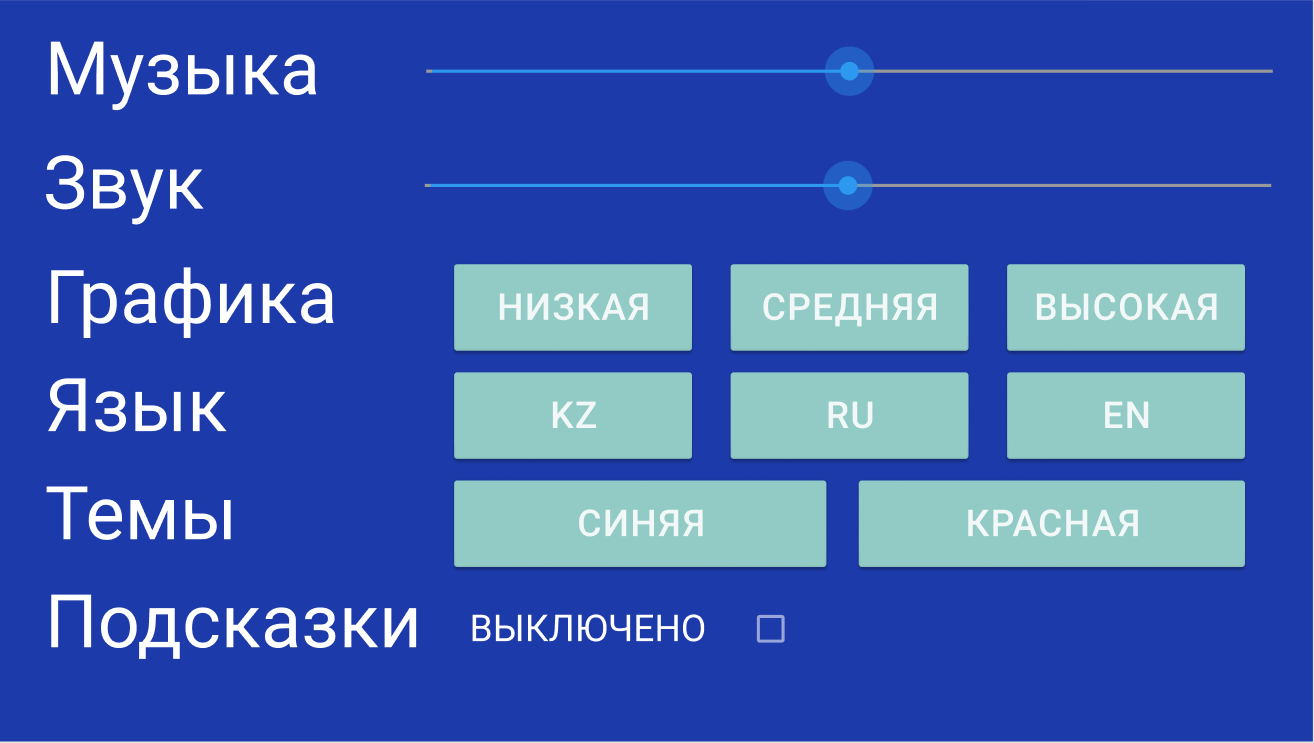 Музыка
Звук
Графика НИЗКАЯ СРЕДНЯЯ ВЫСОКАЯ
Язык KZ RU EN
Темы СИНЯЯ КРАСНАЯ
Подсказки ВЫКЛЮЧЕНО